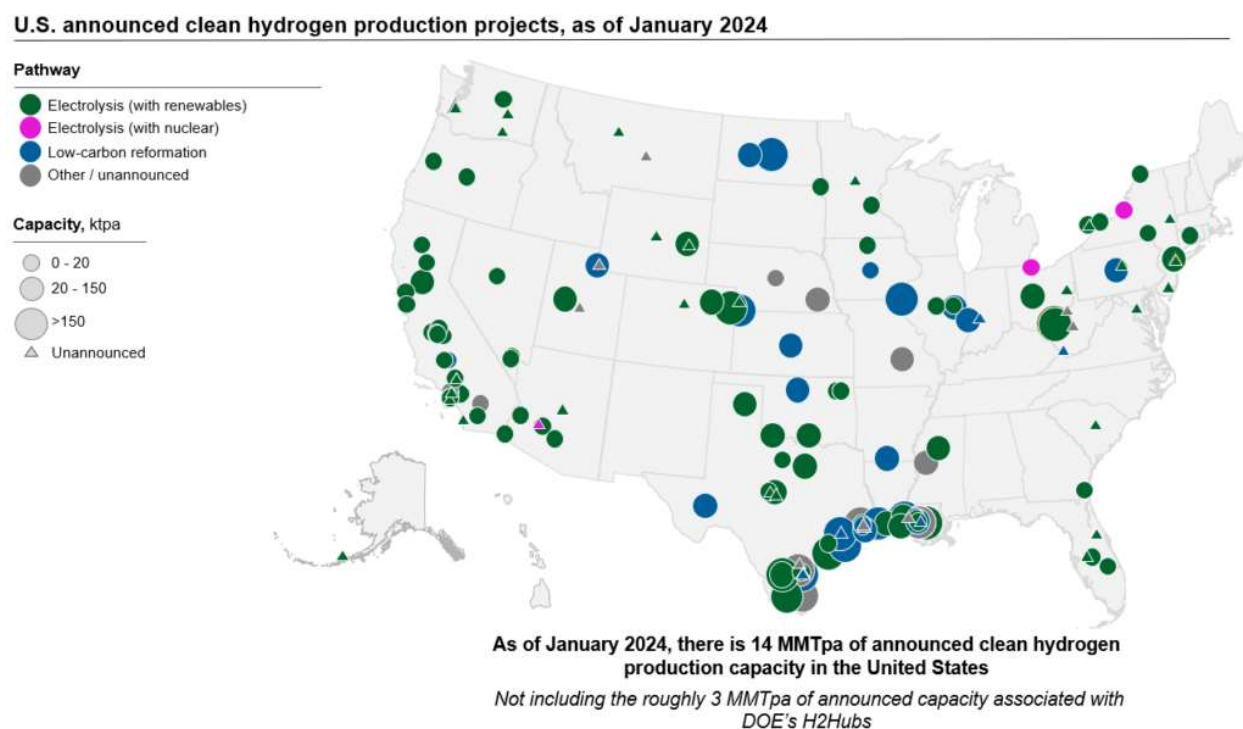 U.S. announced clean hydrogen production projects, as of January 2024
Pathway
Electrolysis (with renewables)
Electrolysis (with nuclear)
Low-carbon reformation
Other / unannounced
Capacity, ktpa
0 - 20
20 - 150
>150
Unannounced
As of January 2024, there is 14 MMTpa of announced clean hydrogen
production capacity in the United States
Not including the roughly 3 MMTpa of announced capacity associated with
DOE's H2Hubs